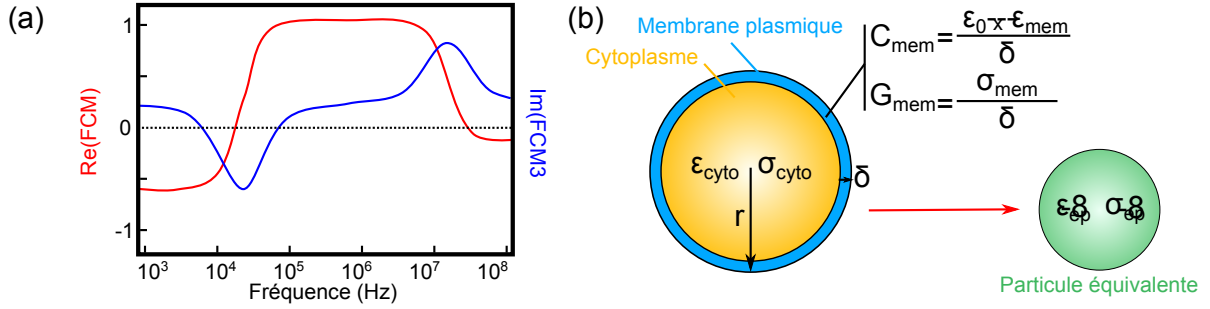 (a)
1
0
-1
Re(FCM)
Im(FCM3
10³ 10⁴ 10⁵ 10⁶ 10⁷ 10⁸
Fréquence (Hz)
(b)
Membrane plasmique
Cytoplasme
C_mem = ε_0 × ε_mem / δ
G_mem = σ_mem / δ
ε_cyto σ_cyto
δ
r
Particule équivalente